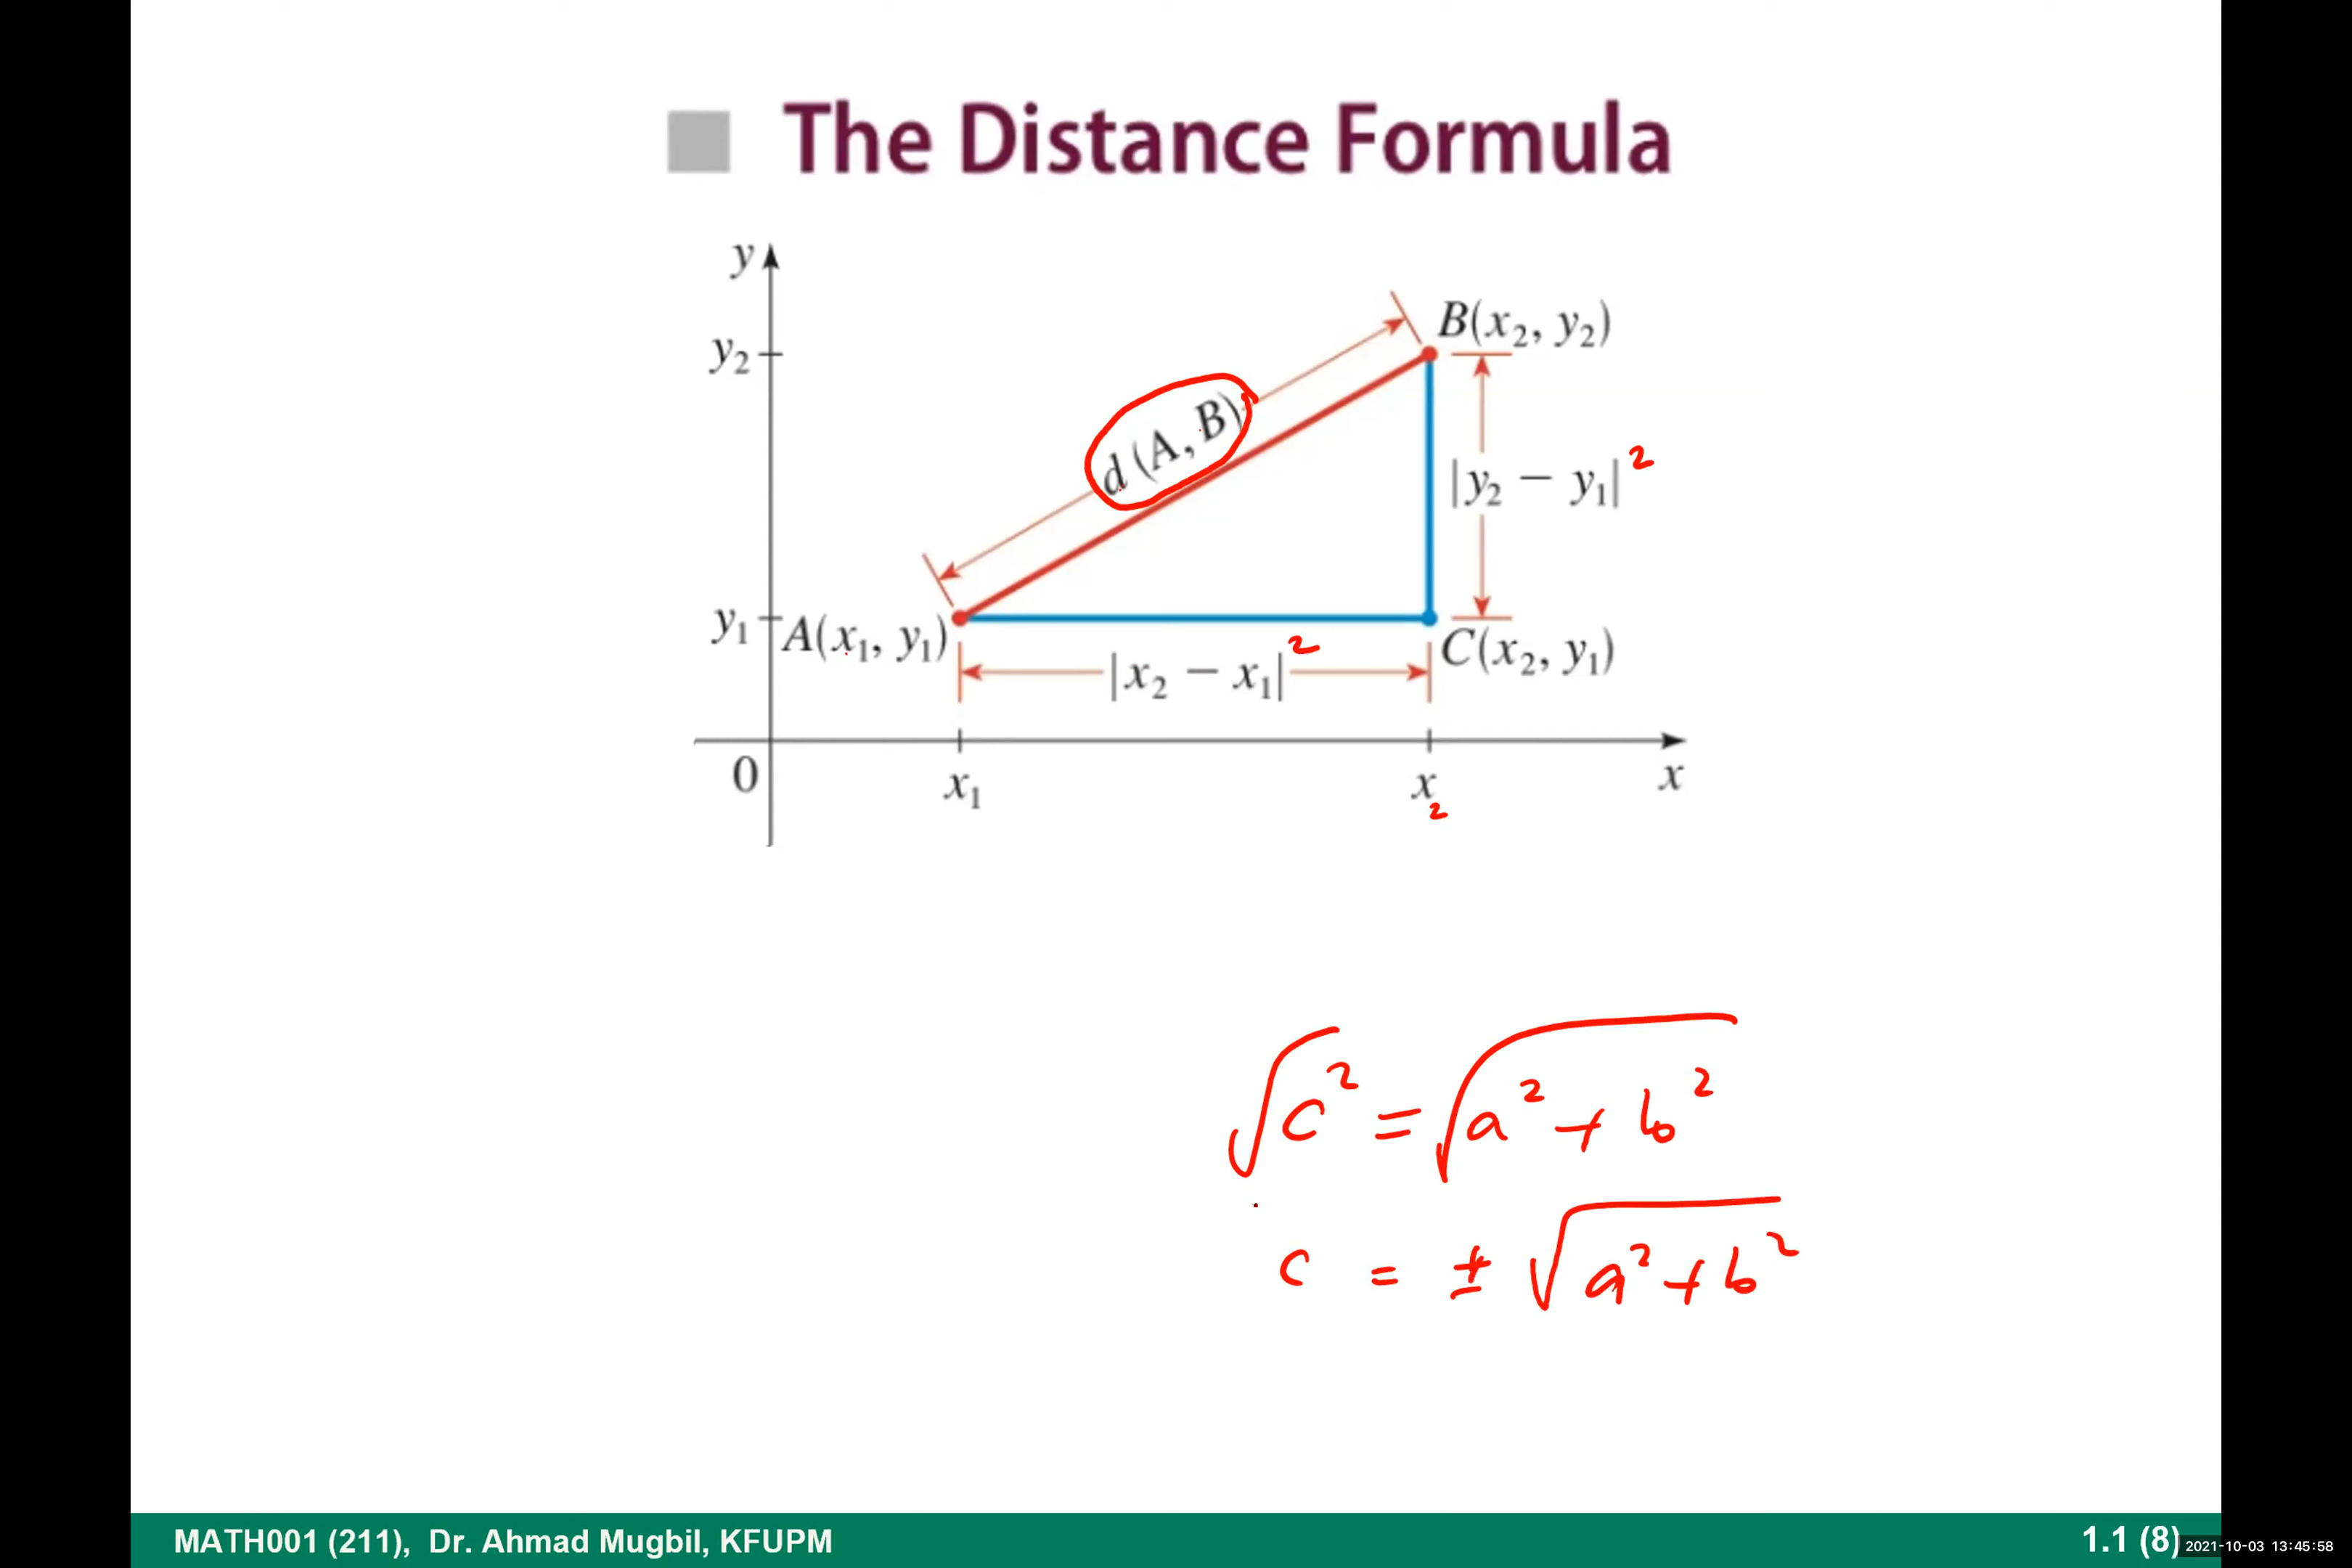 The Distance Formula
y
B(x₂, y₂)
y₂
d (A, B)
|y₂ − y₁|²
y₁
A(x₁, y₁)
C(x₂, y₁)
|x₂ − x₁|²
0
x₁
x₂
x
√c² = √a² + b²
c = ± √a² + b²
MATH001 (211), Dr. Ahmad Mugbil, KFUPM
1.1 (8)
2021-10-03 13:45:58